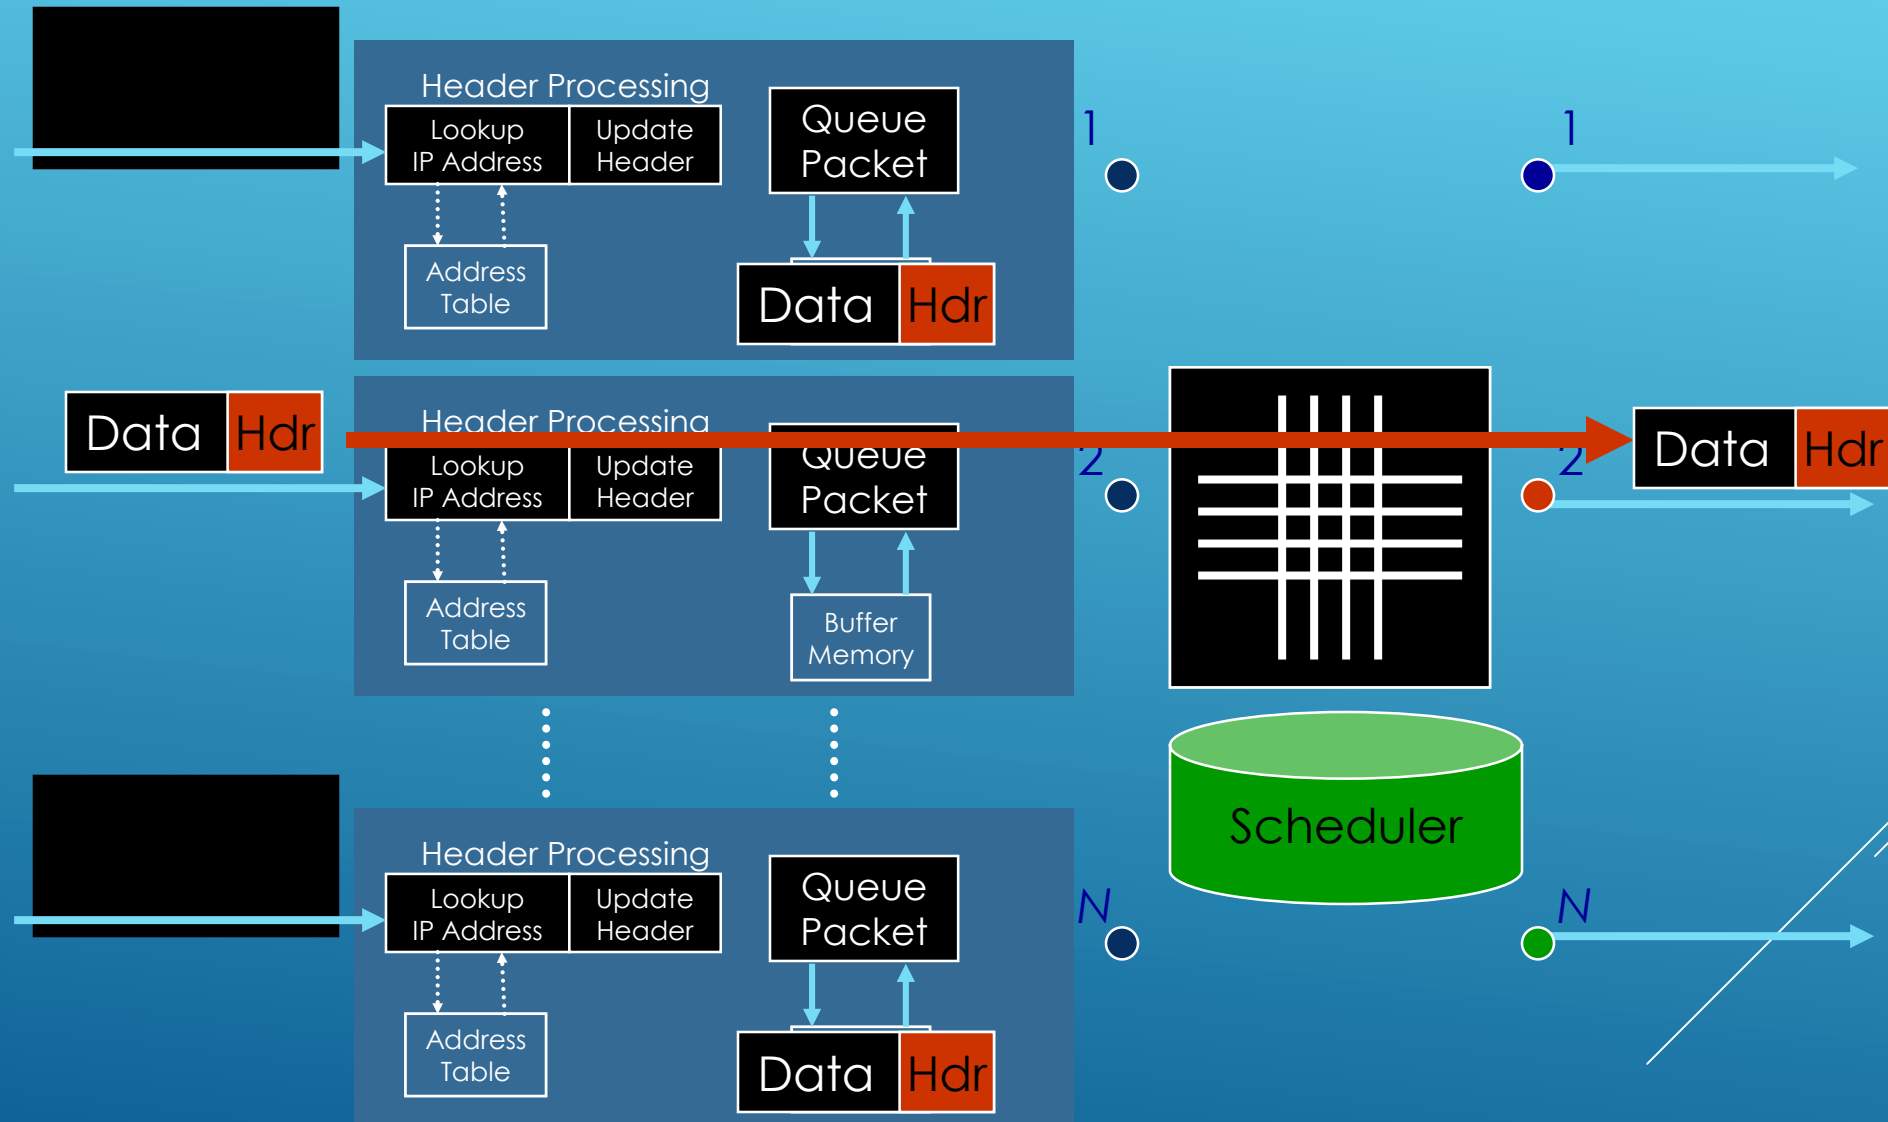 Header Processing
Lookup
IP Address
Update
Header
Queue
Packet
1
1
Address
Table
Data
Hdr
Data
Hdr
Header Processing
Lookup
IP Address
Update
Header
Queue
Packet
2
2
Data
Hdr
Address
Table
Buffer
Memory
Scheduler
Header Processing
Lookup
IP Address
Update
Header
Queue
Packet
N
N
Address
Table
Data
Hdr